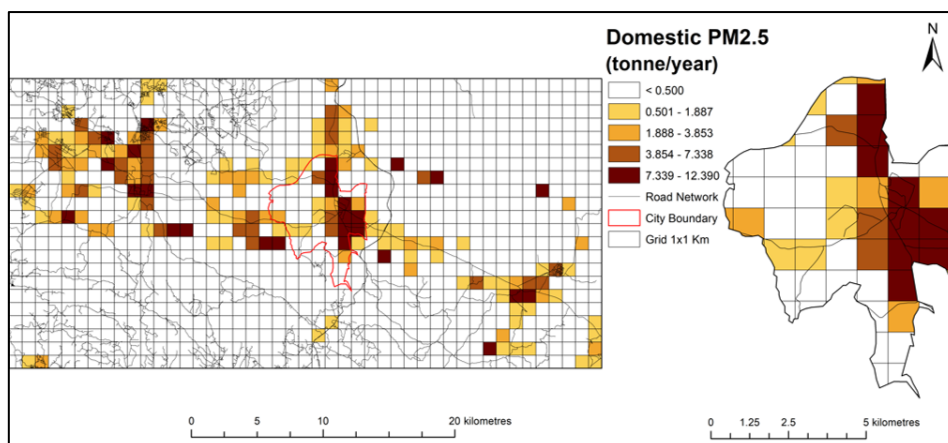 Domestic PM2.5
(tonne/year)
< 0.500
0.501 - 1.887
1.888 - 3.853
3.854 - 7.338
7.339 - 12.390
Road Network
City Boundary
Grid 1x1 Km
N
0 5 10 20 kilometres
0 1.25 2.5 5 kilometres